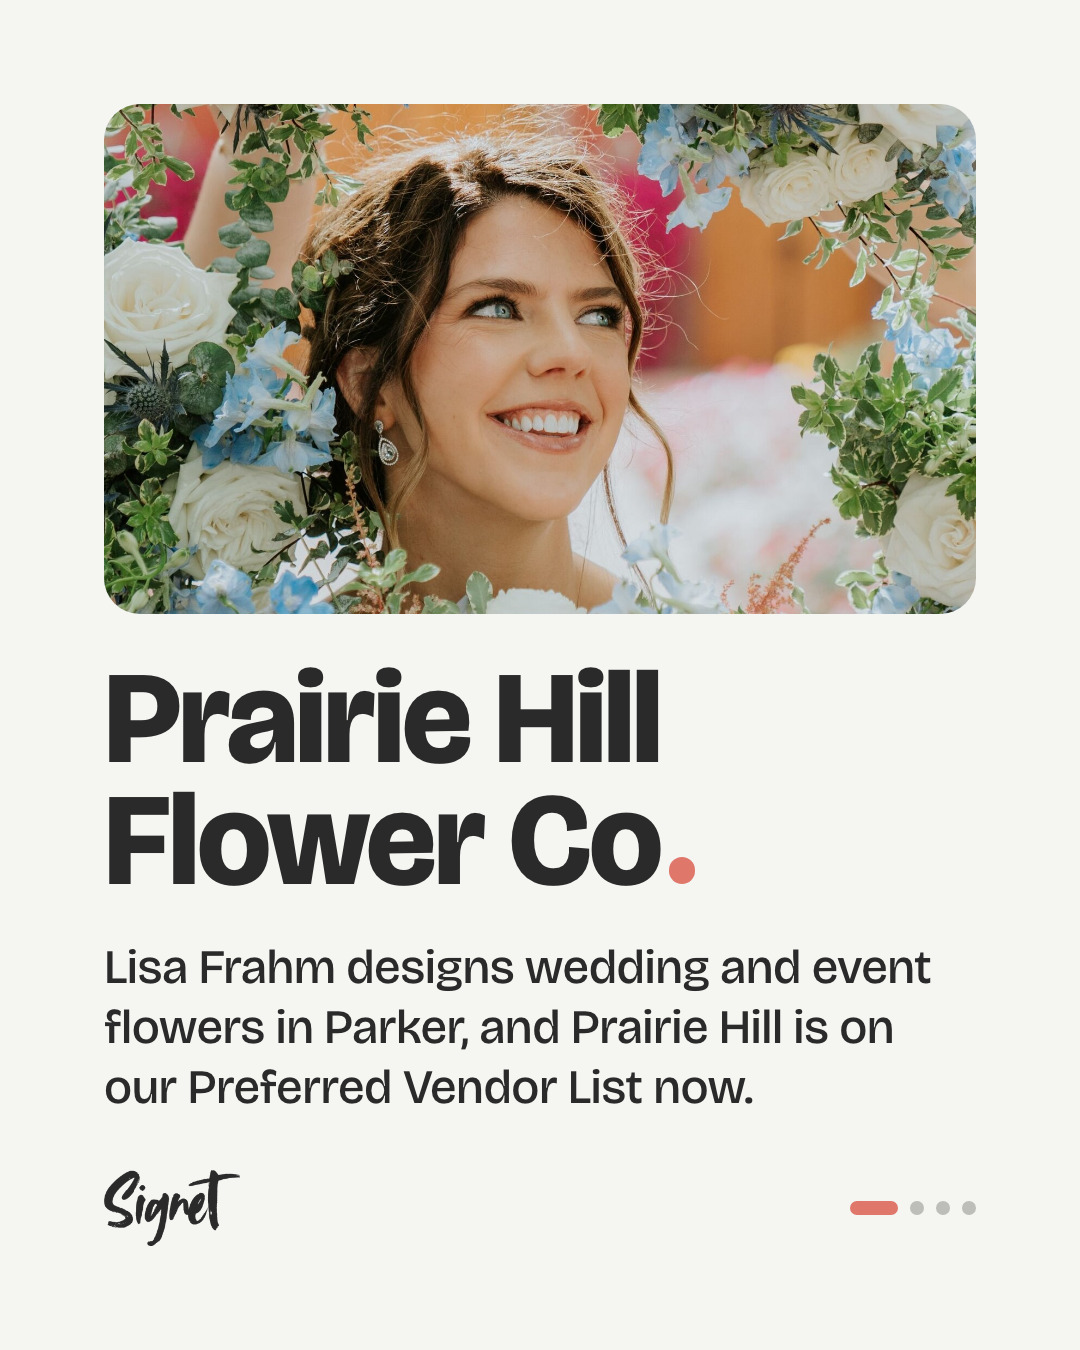 Prairie Hill
Flower Co.
Lisa Frahm designs wedding and event
flowers in Parker, and Prairie Hill is on
our Preferred Vendor List now.
Signet